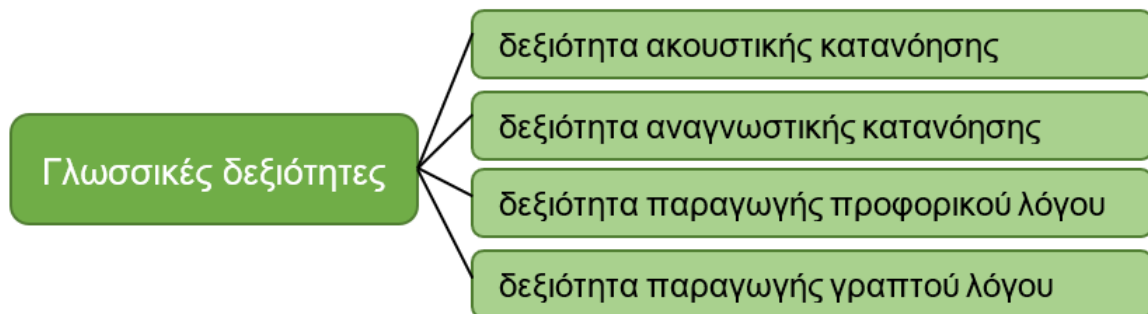 Γλωσσικές δεξιότητες
δεξιότητα ακουστικής κατανόησης
δεξιότητα αναγνωστικής κατανόησης
δεξιότητα παραγωγής προφορικού λόγου
δεξιότητα παραγωγής γραπτού λόγου